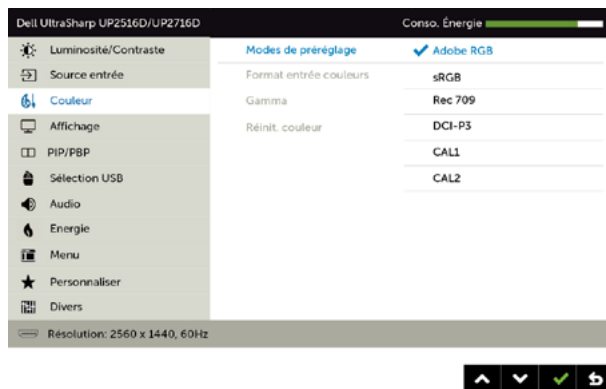 Dell UltraSharp UP2516D/UP2716D Conso. Énergie
Luminosité/Contraste Modes de préréglage Adobe RGB
Source entrée Format entrée couleurs sRGB
Couleur Gamma Rec 709
Affichage Réinit. couleur DCI-P3
PIP/PBP CAL1
Sélection USB CAL2
Audio
Energie
Menu
Personnaliser
Divers
Résolution: 2560 x 1440, 60Hz